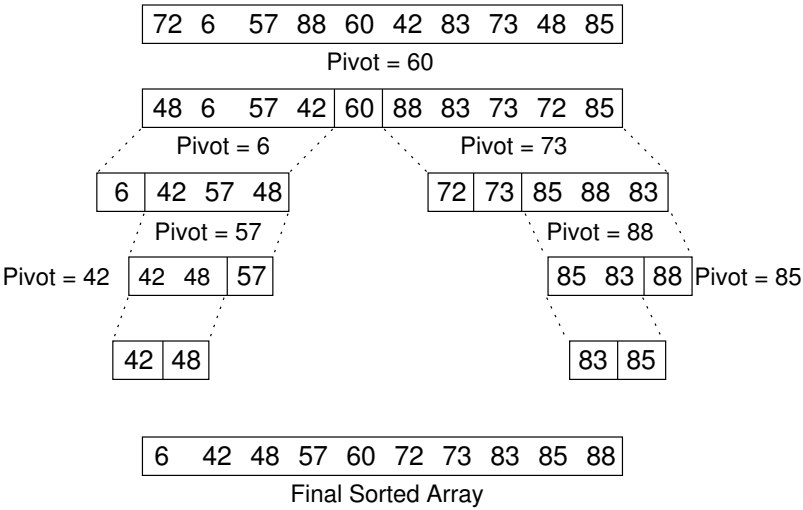 72 6 57 88 60 42 83 73 48 85
Pivot = 60
48 6 57 42 60 88 83 73 72 85
Pivot = 6 Pivot = 73
6 42 57 48 72 73 85 88 83
Pivot = 57 Pivot = 88
Pivot = 42 42 48 57 85 83 88 Pivot = 85
42 48 83 85
6 42 48 57 60 72 73 83 85 88
Final Sorted Array